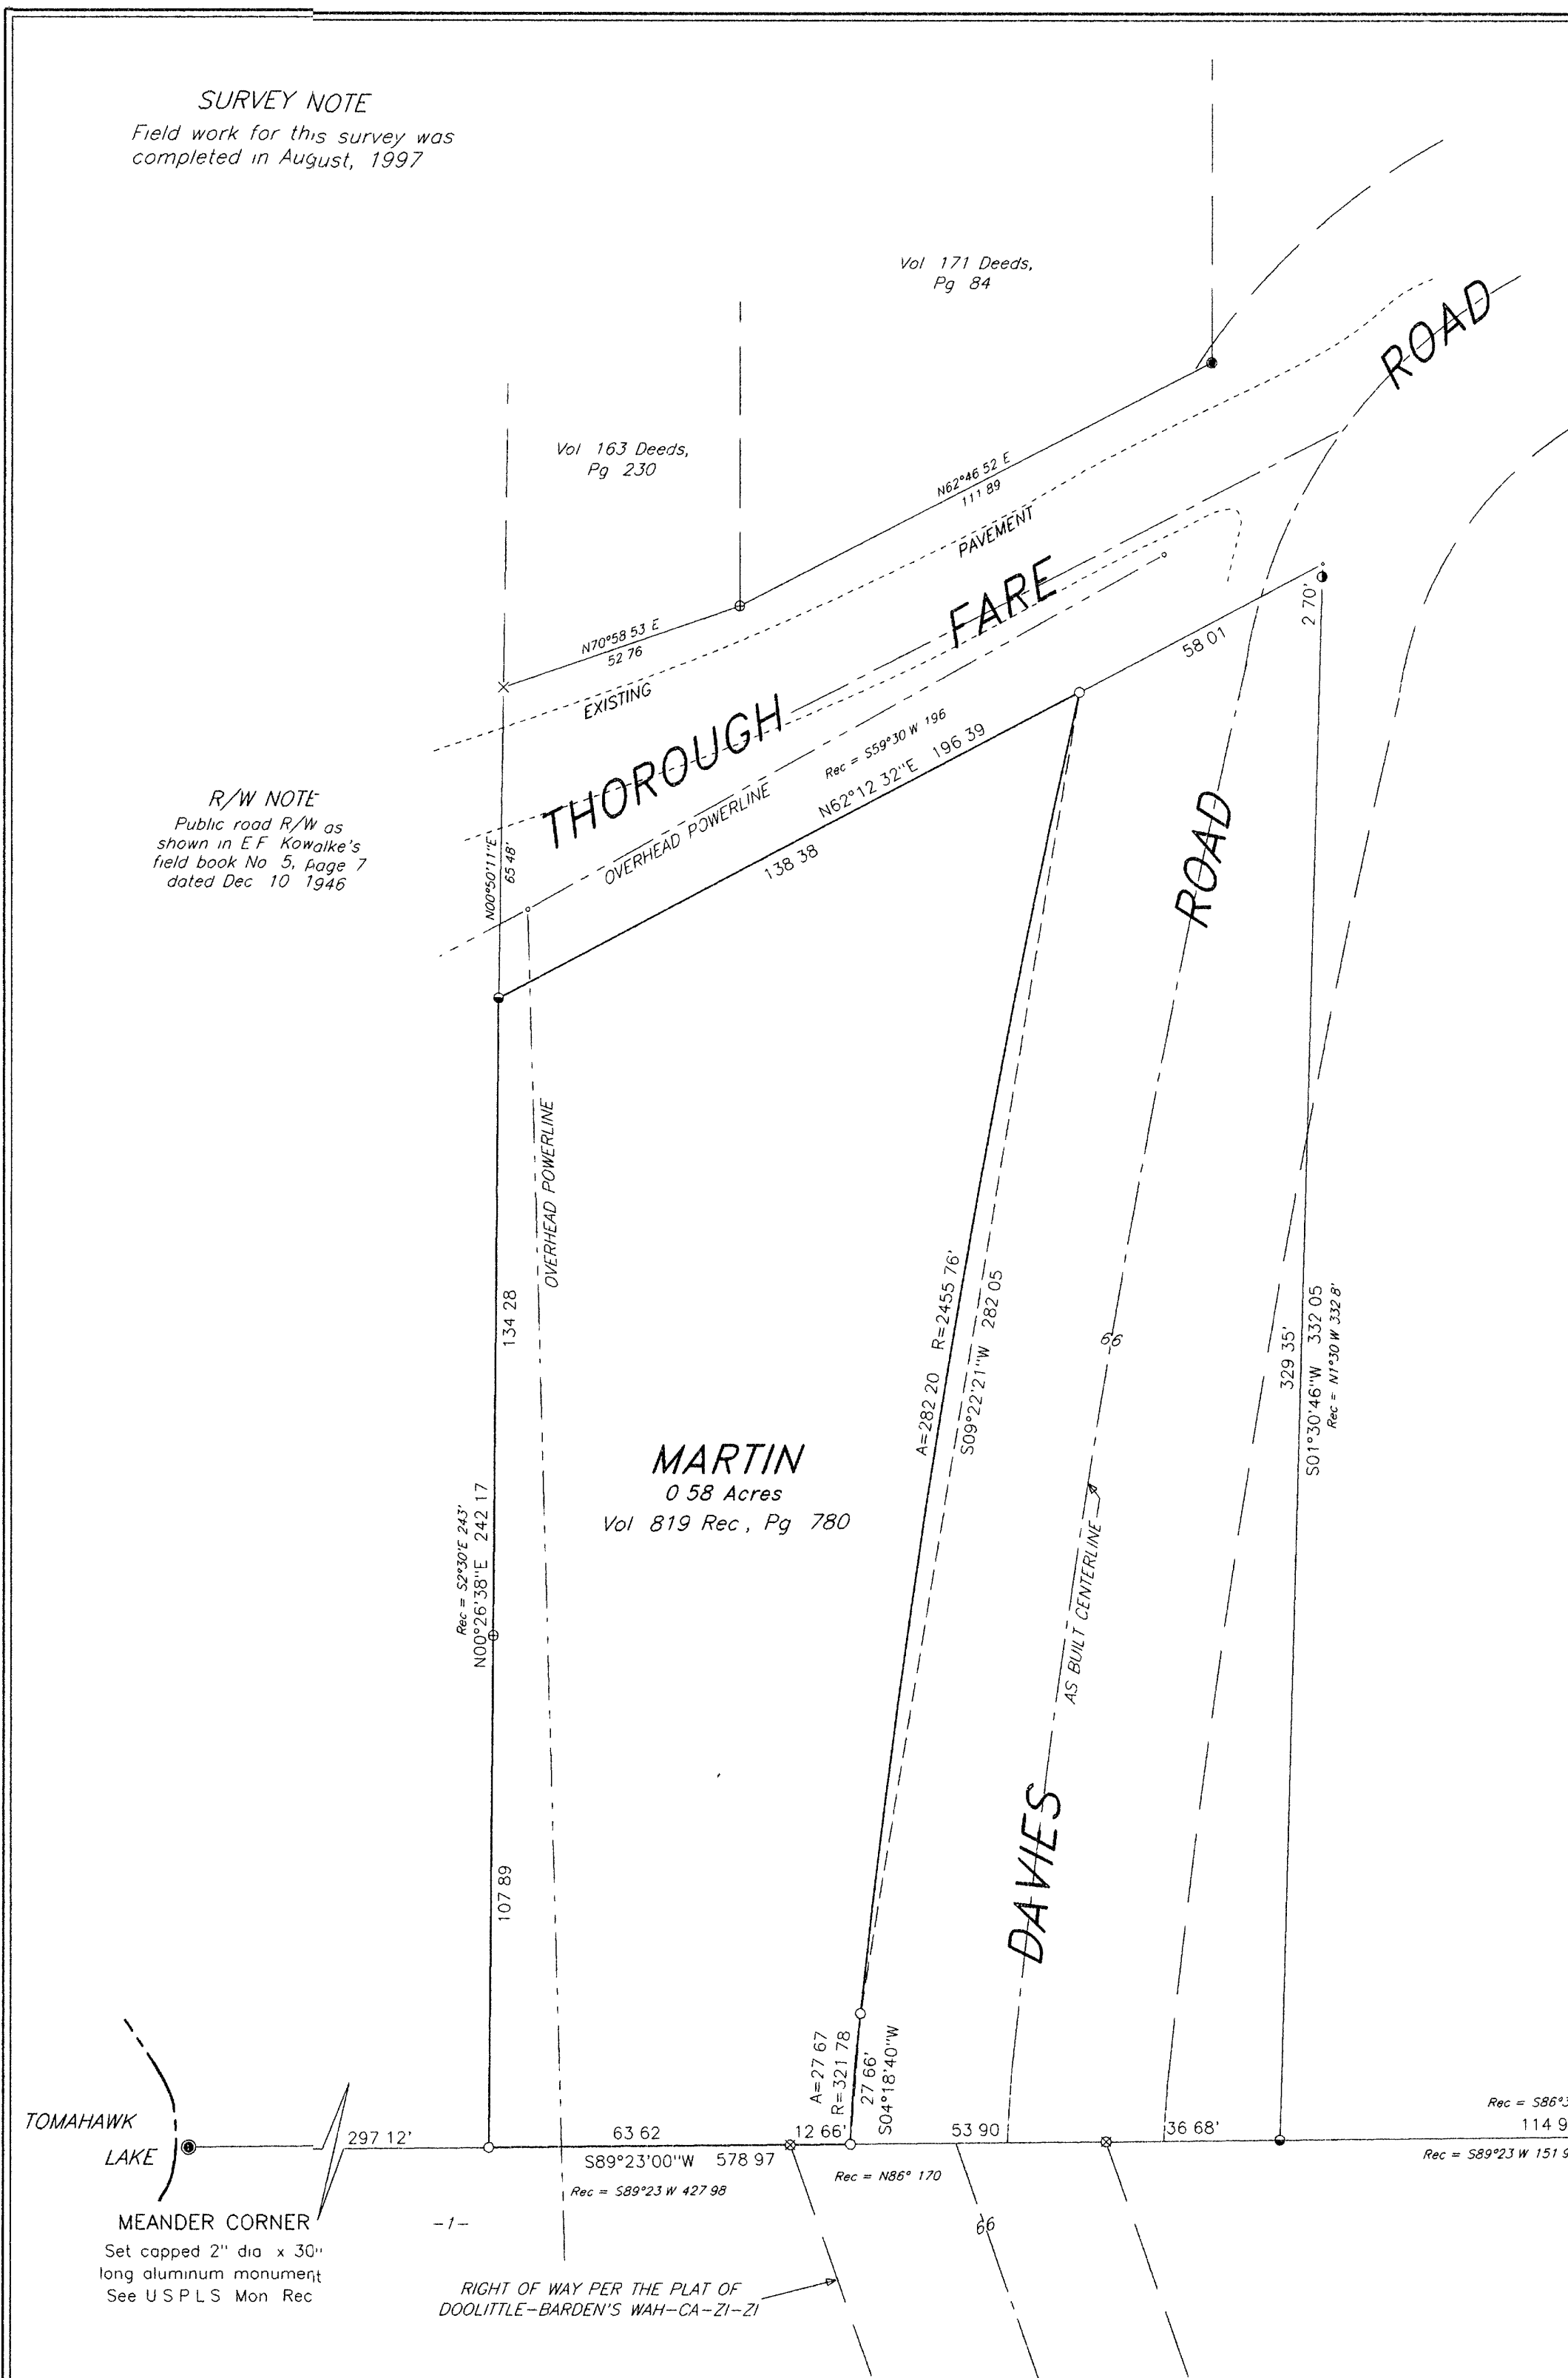 SURVEY NOTE
Field work for this survey was
completed in August, 1997
Vol 171 Deeds,
Pg 84
ROAD
Vol 163 Deeds,
Pg 230
N62°46 52 E
111 89
PAVEMENT
FARE
2 70'
58 01
N70°58 53 E
52 76
EXISTING
THOROUGH
Rec = S59°30 W 196
N62°12 32"E 196 39
OVERHEAD POWERLINE
138 38
R/W NOTE
Public road R/W as
shown in E F Kowalke's
field book No 5, page 7
dated Dec 10 1946
N00°50'11"E
65 48'
ROAD
OVERHEAD POWERLINE
134 28
A=282 20 R=2455 76'
S09°22'21"W 282 05
66
329 35'
S01°30'46"W 332 05
Rec = N1°30 W 332 8'
MARTIN
0 58 Acres
Vol 819 Rec, Pg 780
Rec = S2°30'E 243'
N00°26'38"E 242 17
AS BUILT CENTERLINE
DAVIES
107 89
A=27 67
R=321 78
27 66'
S04°18'40"W
TOMAHAWK
LAKE
297 12'
63 62
12 66'
53 90
36 68'
Rec = S86°3
114 9
S89°23'00"W 578 97
Rec = S89°23 W 427 98
Rec = N86° 170
Rec = S89°23 W 151 9
MEANDER CORNER
Set capped 2" dia x 30"
long aluminum monument
See U S P L S Mon Rec
-1-
66
RIGHT OF WAY PER THE PLAT OF
DOOLITTLE-BARDEN'S WAH-CA-ZI-ZI